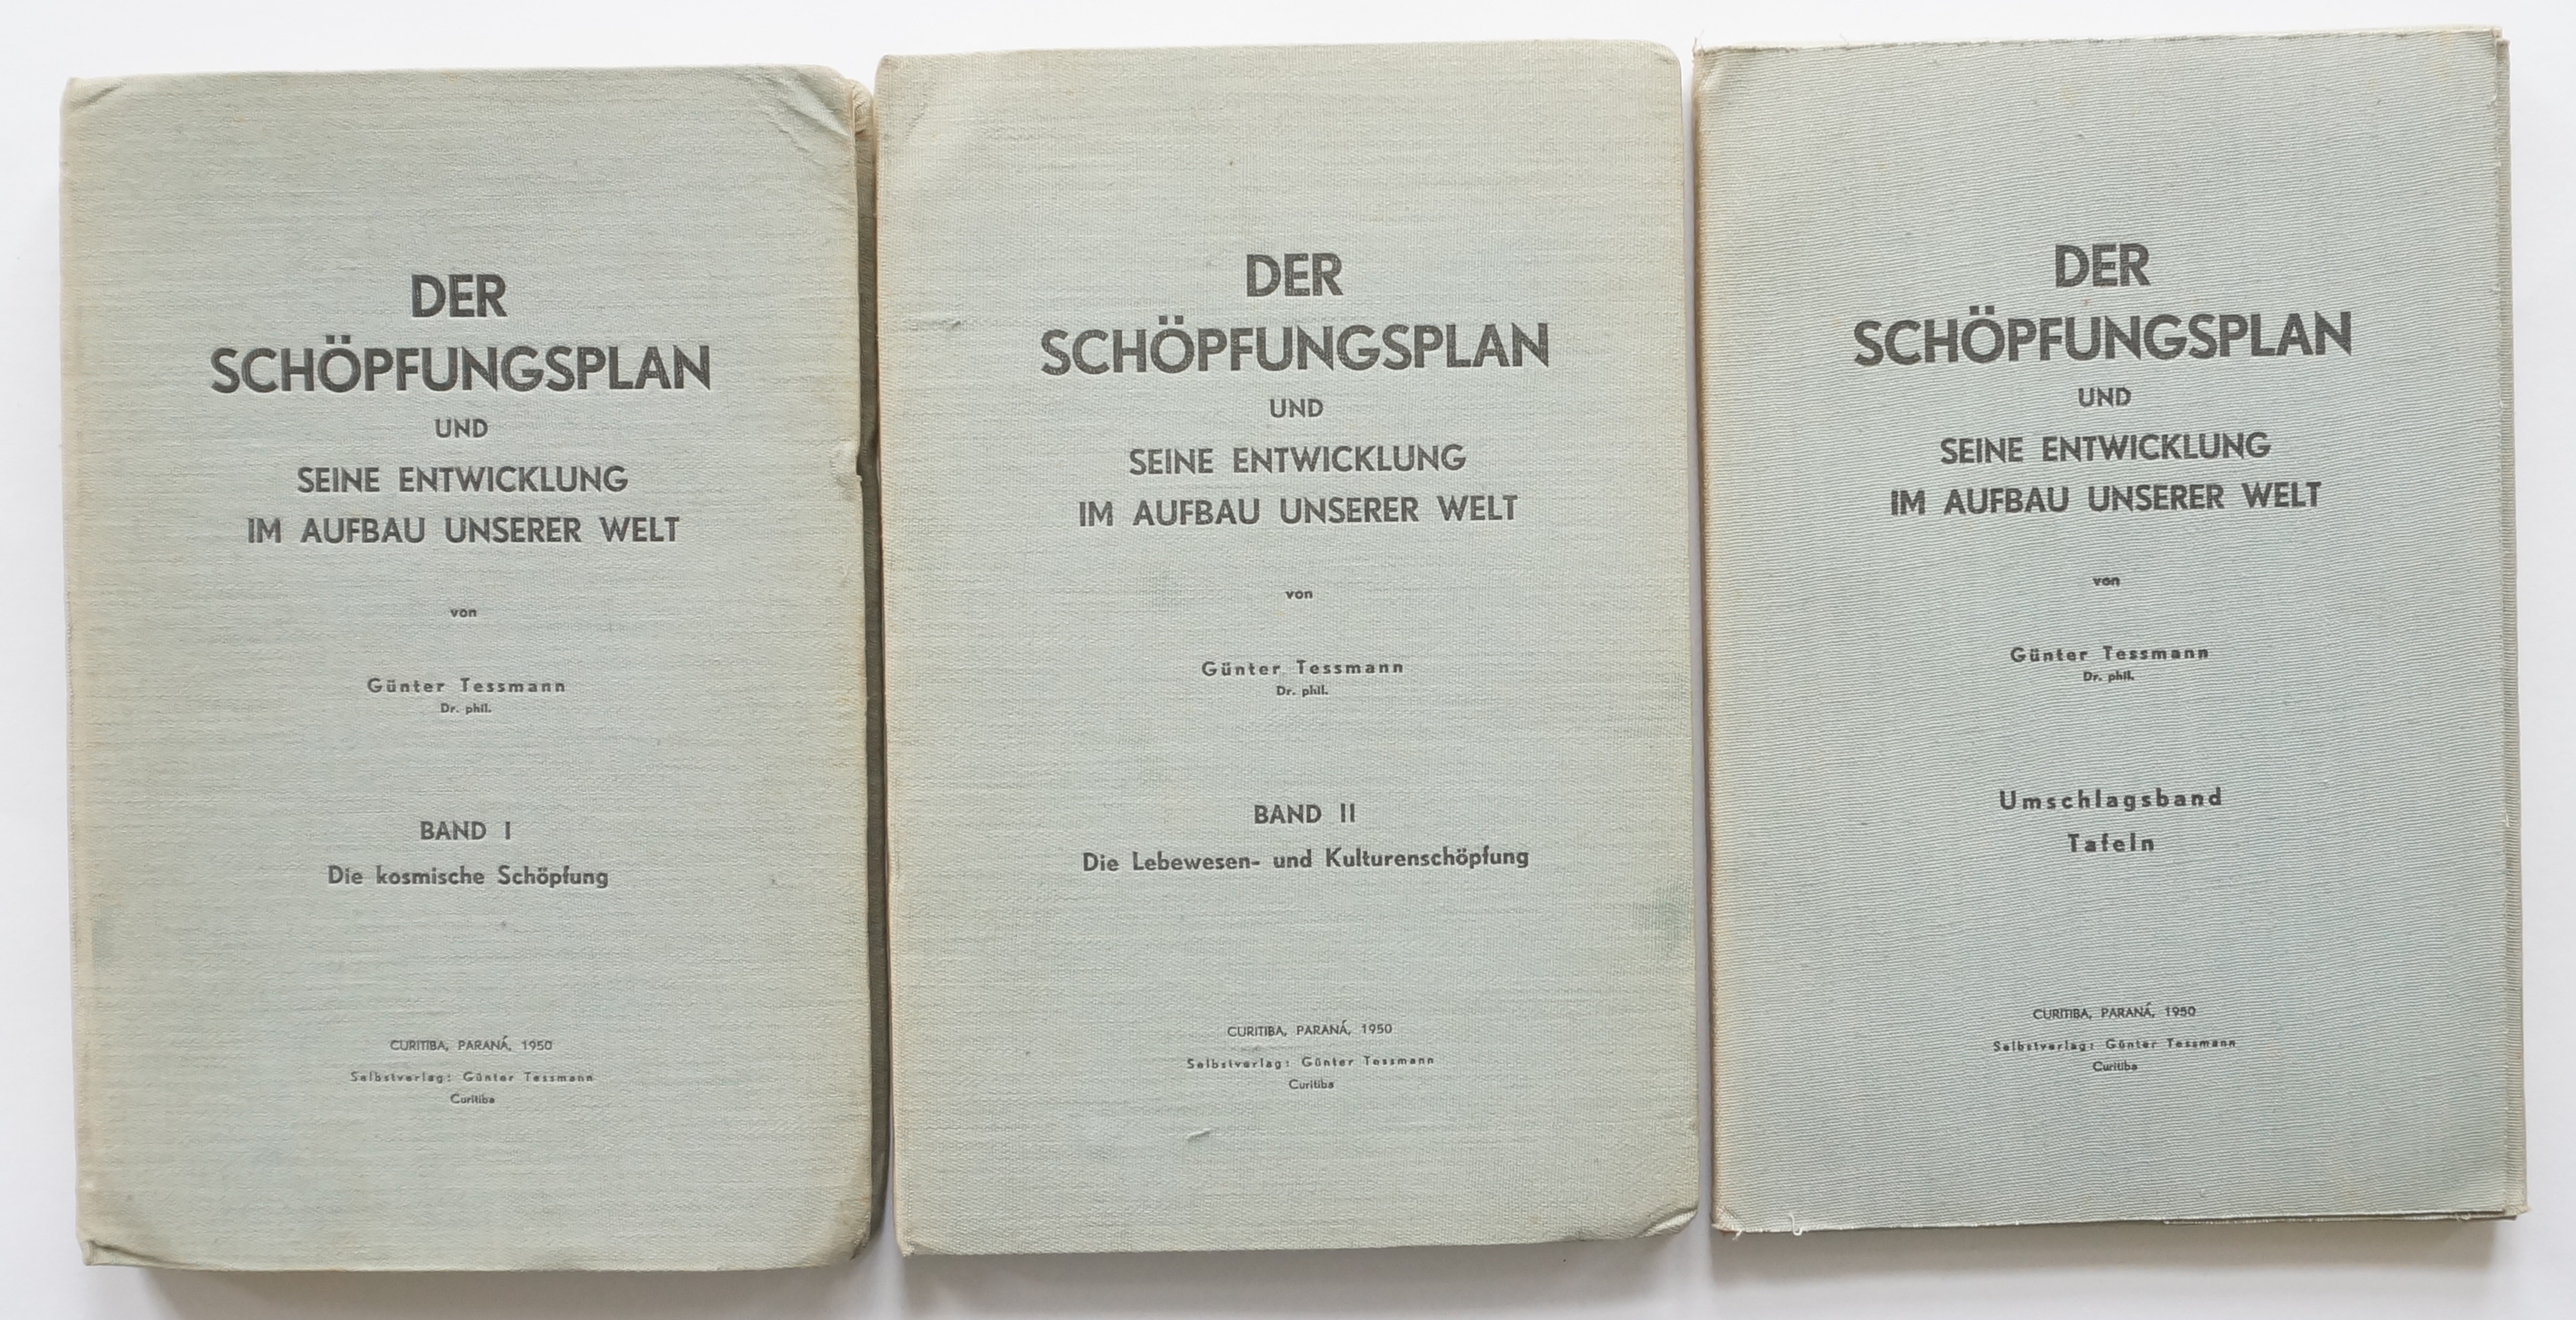 DER
SCHÖPFUNGSPLAN
UND
SEINE ENTWICKLUNG
IM AUFBAU UNSERER WELT
von
Günter Tessmann
Dr. phil.
BAND I
Die kosmische Schöpfung
CURITIBA, PARANÁ, 1950
Selbstverlag: Günter Tessmann
Curitiba
DER
SCHÖPFUNGSPLAN
UND
SEINE ENTWICKLUNG
IM AUFBAU UNSERER WELT
von
Günter Tessmann
Dr. phil.
BAND II
Die Lebewesen- und Kulturenschöpfung
CURITIBA, PARANÁ, 1950
Selbstverlag: Günter Tessmann
Curitiba
DER
SCHÖPFUNGSPLAN
UND
SEINE ENTWICKLUNG
IM AUFBAU UNSERER WELT
von
Günter Tessmann
Dr. phil.
Umschlagsband
Tafeln
CURITIBA, PARANÁ, 1950
Selbstverlag: Günter Tessmann
Curitiba